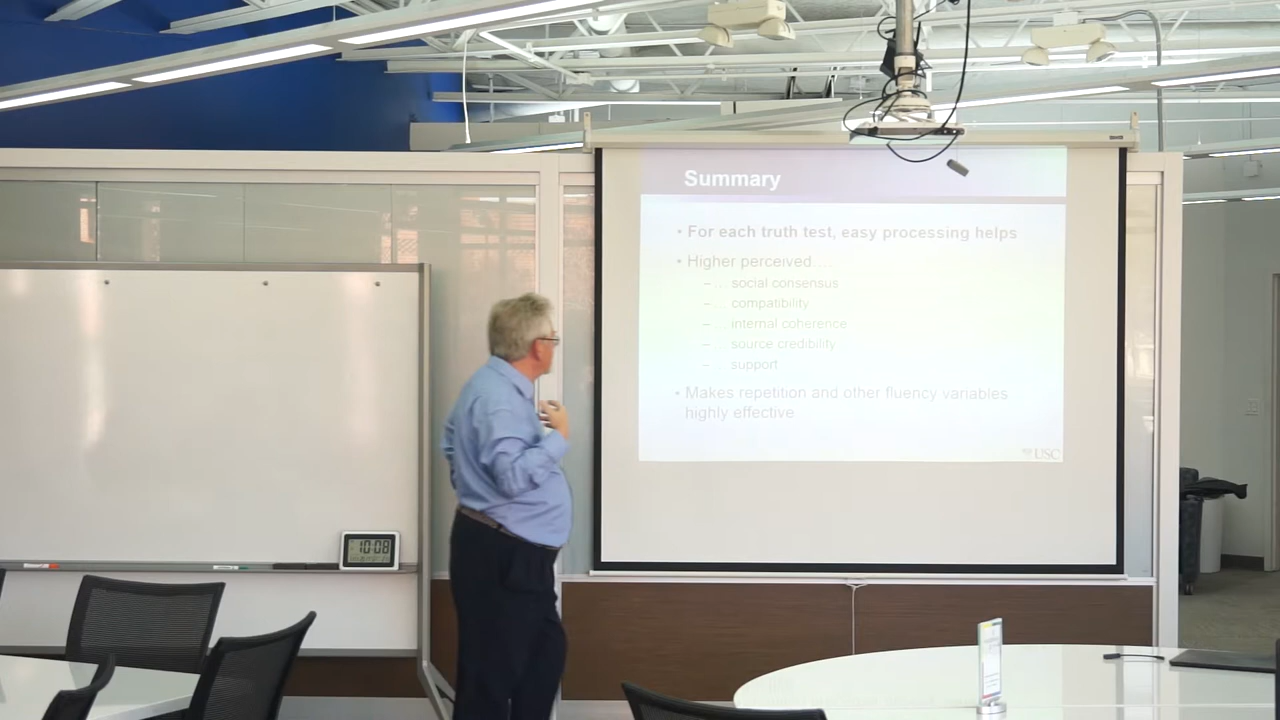 Summary
• For each truth test, easy processing helps
• Higher perceived….
– … social consensus
– … compatibility
– … internal coherence
– source credibility
– support
• Makes repetition and other fluency variables
highly effective
USC
10:08